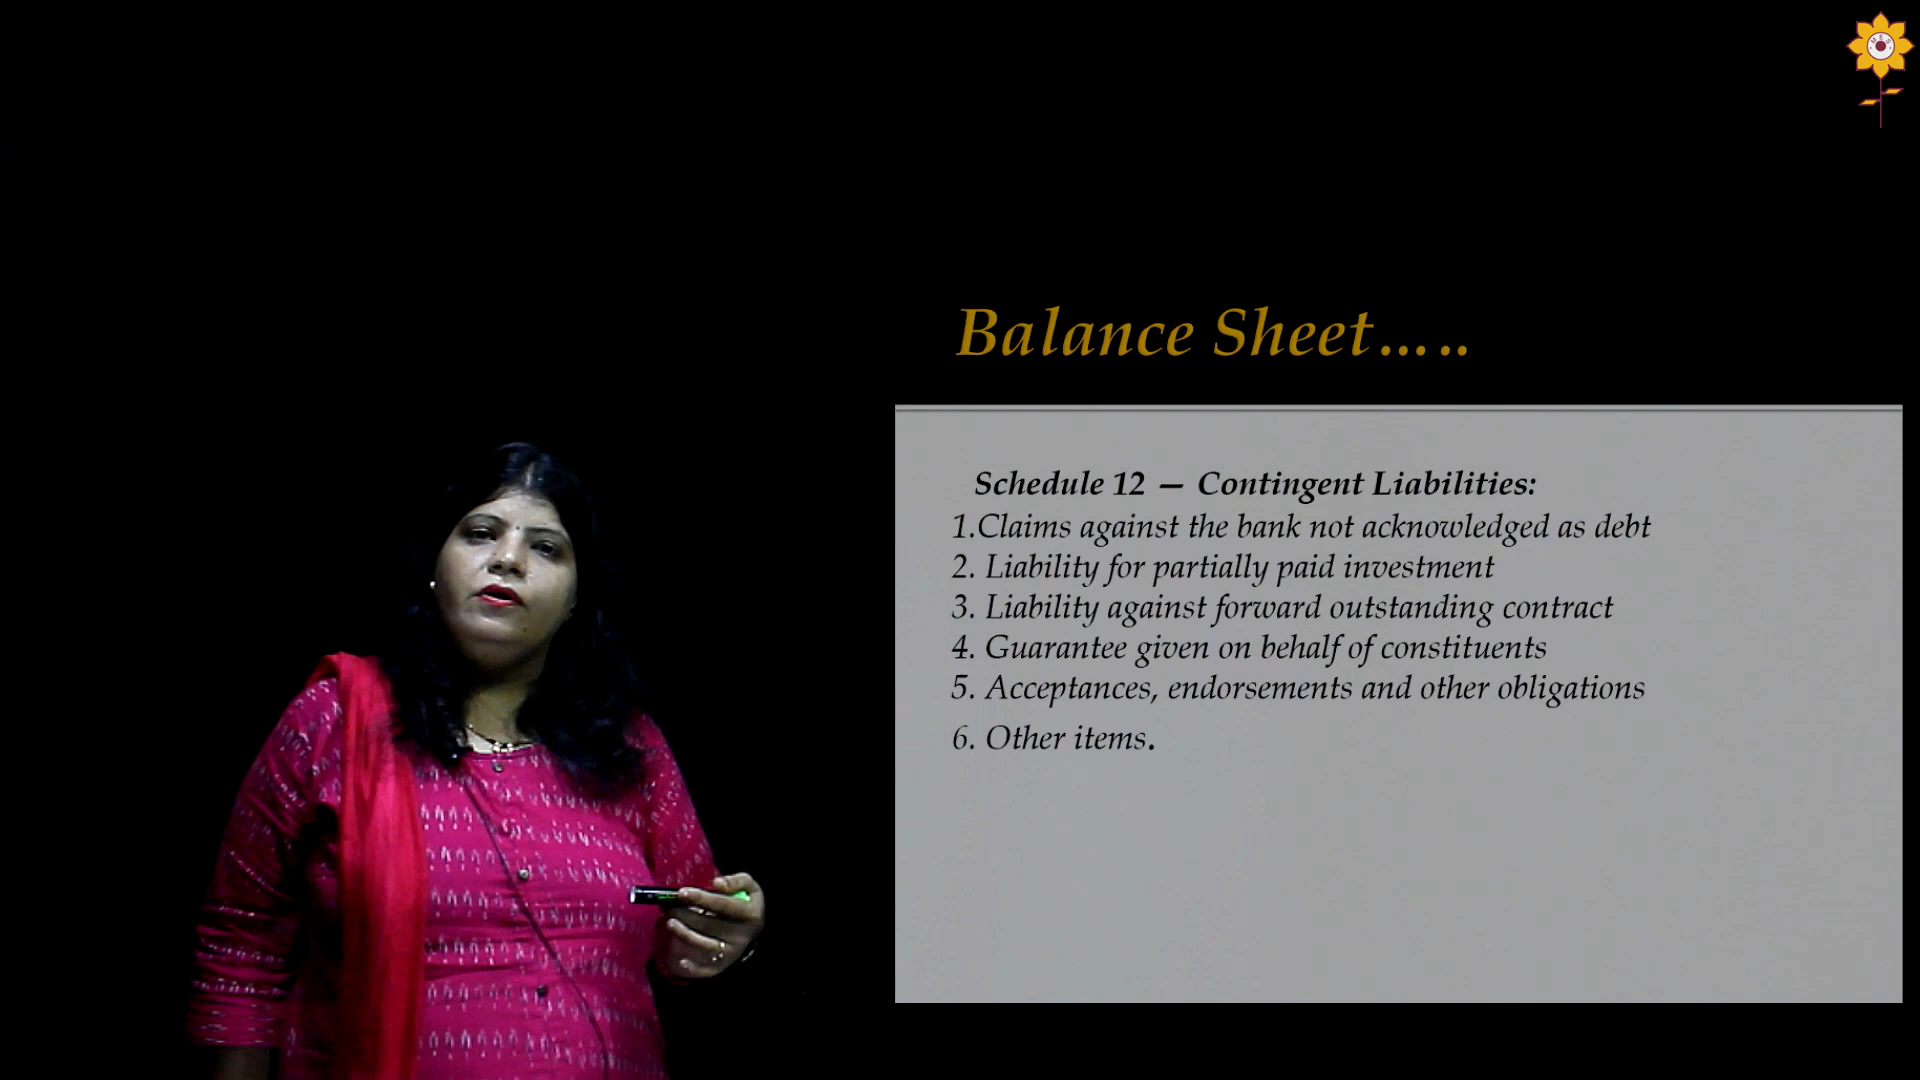 Balance Sheet.....
Schedule 12 — Contingent Liabilities:
1.Claims against the bank not acknowledged as debt
2. Liability for partially paid investment
3. Liability against forward outstanding contract
4. Guarantee given on behalf of constituents
5. Acceptances, endorsements and other obligations
6. Other items.